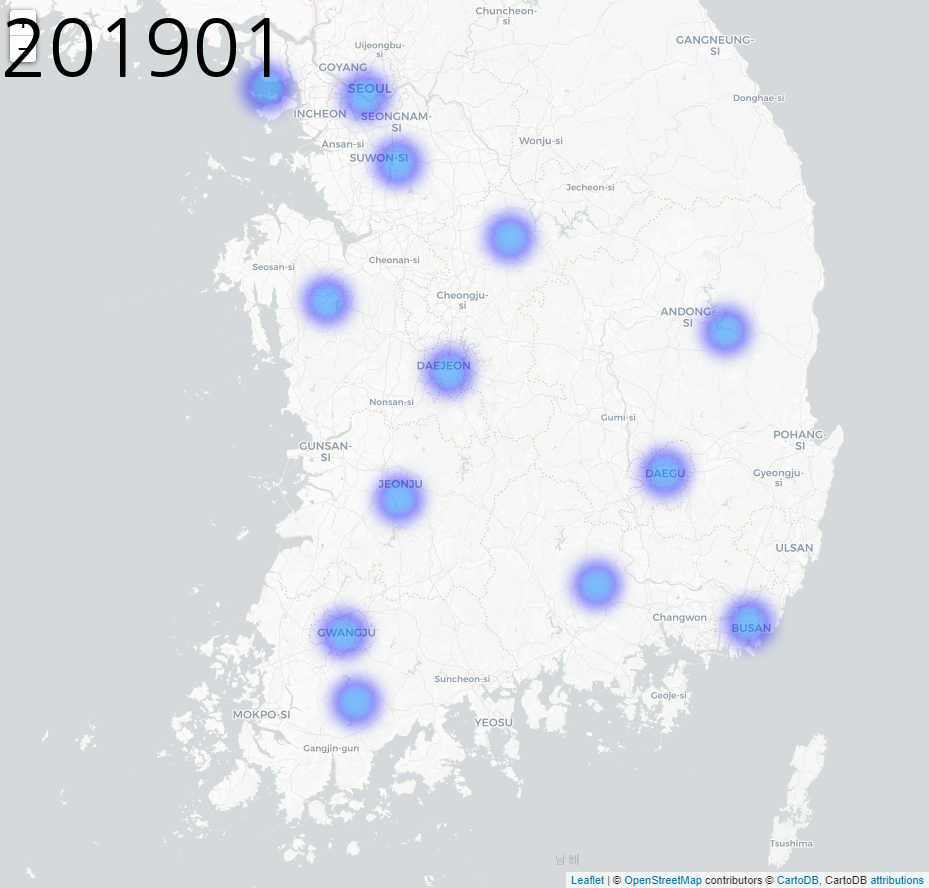 201901
+
−
Chuncheon-
si
GANGNEUNG-
SI
Uijeongbu-
si
GOYANG
SEOUL
Donghae-si
INCHEON
SEONGNAM-
SI
Ansan-si
Wonju-si
SUWON-SI
Jecheon-si
Seosan-si
Cheonan-si
Cheongju-
si
ANDONG-
SI
DAEJEON
Nonsan-si
Gumi-si
GUNSAN-
SI
POHANG-
SI
JEONJU
DAEGU
Gyeongju-
si
ULSAN
Changwon
BUSAN
GWANGJU
Suncheon-si
Geoje-si
MOKPO-SI
YEOSU
Gangjin-gun
Tsushima
남해
Leaflet | © OpenStreetMap contributors © CartoDB, CartoDB attributions